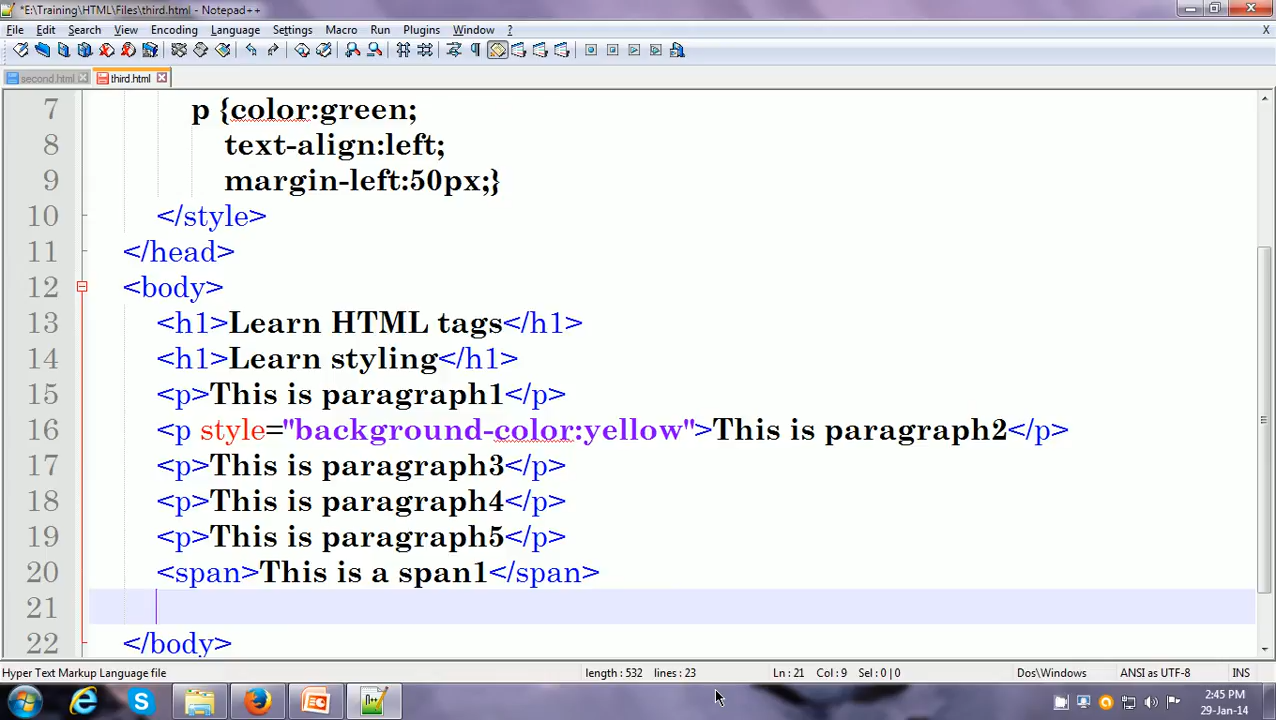 *E:\Training\HTML\Files\third.html - Notepad++
File Edit Search View Encoding Language Settings Macro Run Plugins Window ? X
second.html third.html
7 p {color:green;
8 text-align:left;
9 margin-left:50px;}
10 </style>
11 </head>
12 <body>
13 <h1>Learn HTML tags</h1>
14 <h1>Learn styling</h1>
15 <p>This is paragraph1</p>
16 <p style="background-color:yellow">This is paragraph2</p>
17 <p>This is paragraph3</p>
18 <p>This is paragraph4</p>
19 <p>This is paragraph5</p>
20 <span>This is a span1</span>
21
22 </body>
Hyper Text Markup Language file length : 532 lines : 23 Ln : 21 Col : 9 Sel : 0 | 0 Dos\Windows ANSI as UTF-8 INS
2:45 PM
29-Jan-14